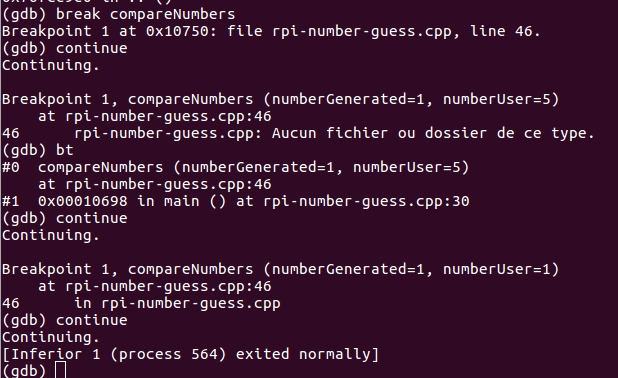 (gdb) break compareNumbers
Breakpoint 1 at 0x10750: file rpi-number-guess.cpp, line 46.
(gdb) continue
Continuing.

Breakpoint 1, compareNumbers (numberGenerated=1, numberUser=5)
    at rpi-number-guess.cpp:46
46      rpi-number-guess.cpp: Aucun fichier ou dossier de ce type.
(gdb) bt
#0  compareNumbers (numberGenerated=1, numberUser=5)
    at rpi-number-guess.cpp:46
#1  0x00010698 in main () at rpi-number-guess.cpp:30
(gdb) continue
Continuing.

Breakpoint 1, compareNumbers (numberGenerated=1, numberUser=1)
    at rpi-number-guess.cpp:46
46      in rpi-number-guess.cpp
(gdb) continue
Continuing.
[Inferior 1 (process 564) exited normally]
(gdb)